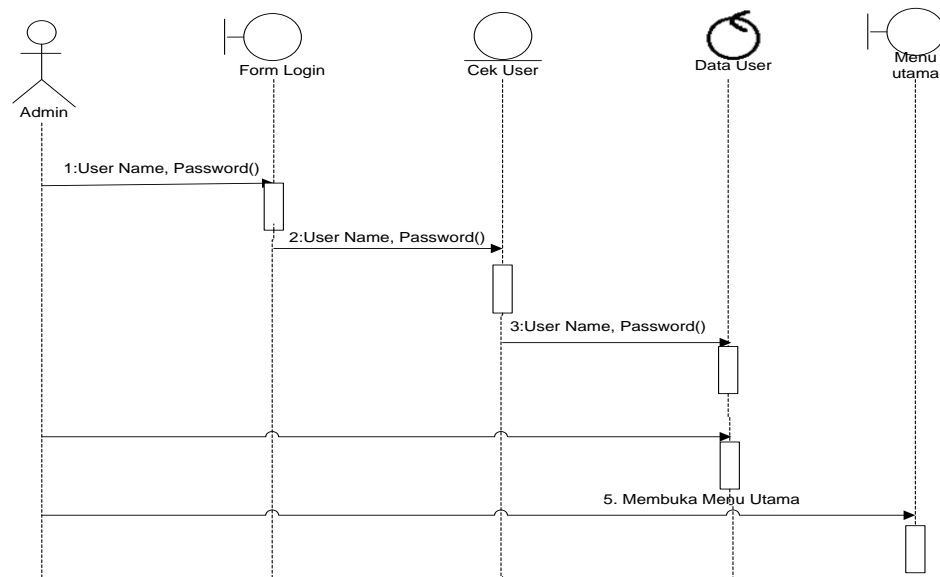 Admin
Form Login
Cek User
Data User
Menu
utama
1:User Name, Password()
2:User Name, Password()
3:User Name, Password()
5. Membuka Menu Utama